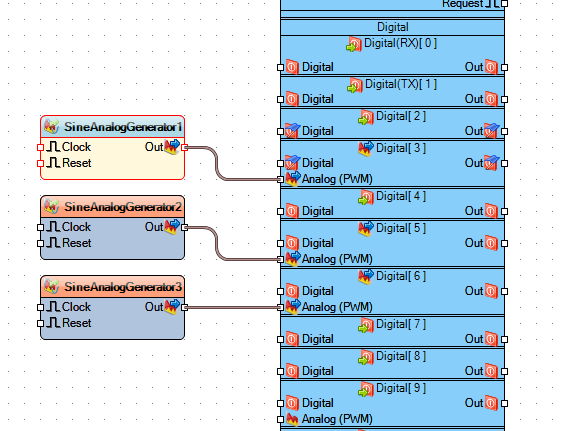 Request
Digital
Digital(RX)[ 0 ]
Digital Out
Digital(TX)[ 1 ]
Digital Out
Digital[ 2 ]
Digital Out
Digital[ 3 ]
Digital Out
Analog (PWM)
Digital[ 4 ]
Digital Out
Digital[ 5 ]
Digital Out
Analog (PWM)
Digital[ 6 ]
Digital Out
Analog (PWM)
Digital[ 7 ]
Digital Out
Digital[ 8 ]
Digital Out
Digital[ 9 ]
Digital Out
Analog (PWM)
SineAnalogGenerator1
Clock Out
Reset
SineAnalogGenerator2
Clock Out
Reset
SineAnalogGenerator3
Clock Out
Reset